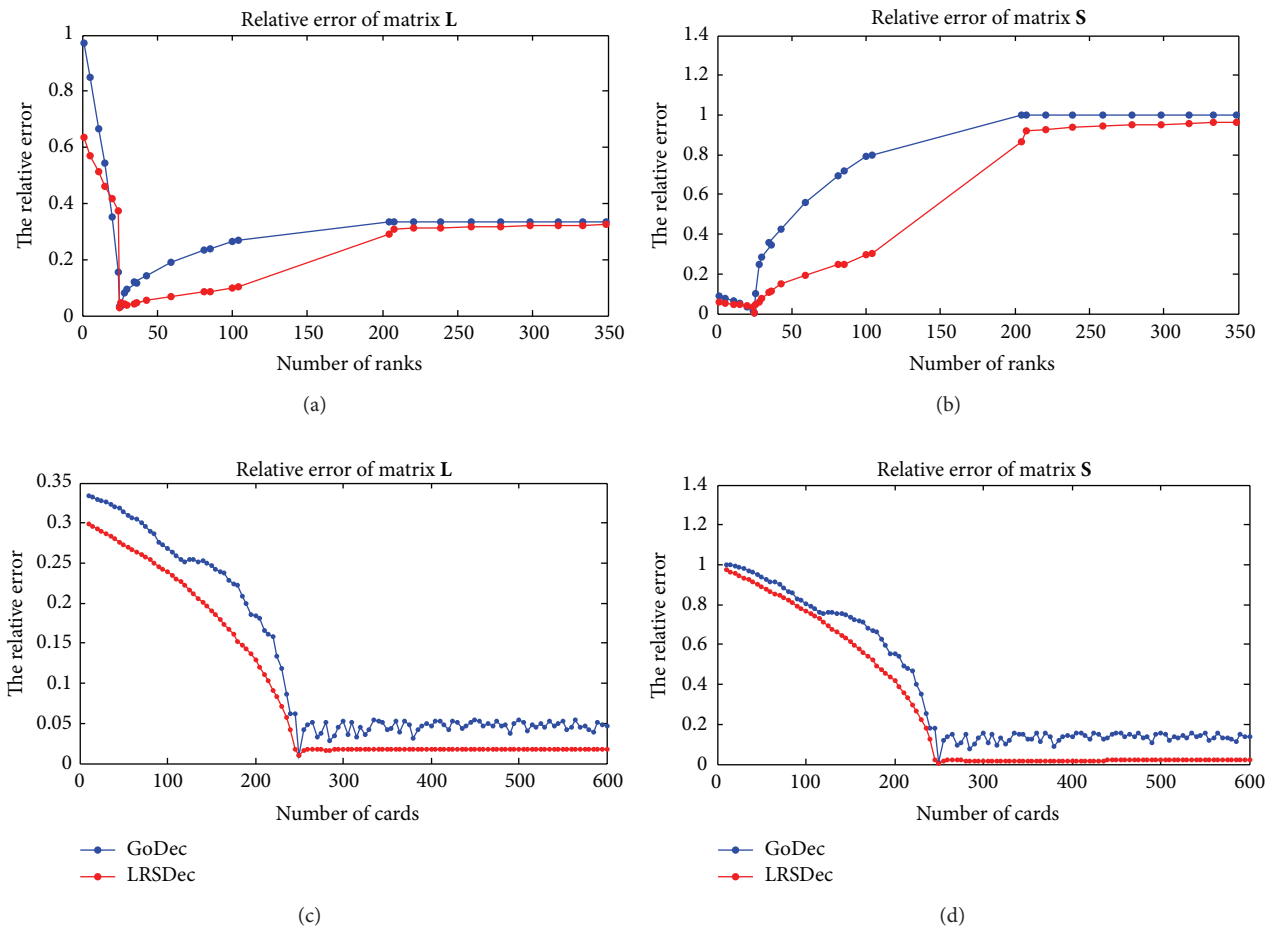 Relative error of matrix L
1
0.8
0.6
0.4
0.2
0
The relative error
0 50 100 150 200 250 300 350
Number of ranks
(a)
Relative error of matrix S
1.4
1.2
1
0.8
0.6
0.4
0.2
0
The relative error
0 50 100 150 200 250 300 350
Number of ranks
(b)
Relative error of matrix L
0.35
0.3
0.25
0.2
0.15
0.1
0.05
0
The relative error
0 100 200 300 400 500 600
Number of cards
GoDec
LRSDec
(c)
Relative error of matrix S
1.4
1.2
1
0.8
0.6
0.4
0.2
0
The relative error
0 100 200 300 400 500 600
Number of cards
GoDec
LRSDec
(d)